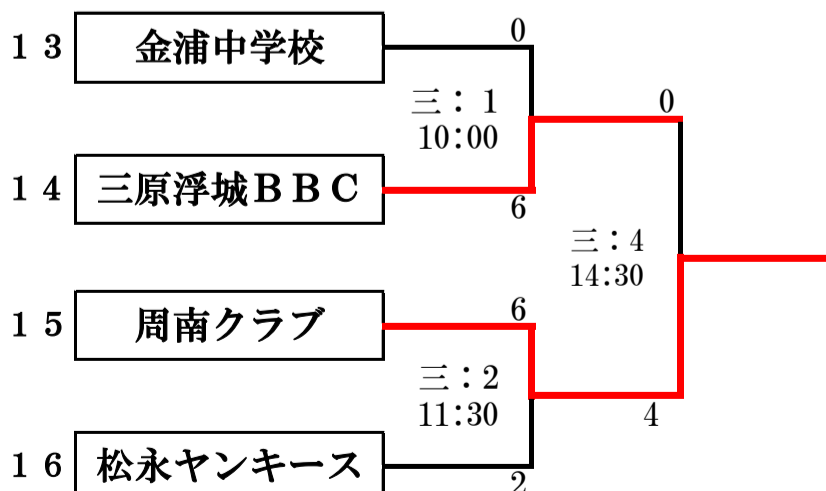 13 金浦中学校 0
三：1
10:00
0
14 三原浮城ＢＢＣ 6
三：4
14:30
15 周南クラブ 6
三：2
11:30
4
16 松永ヤンキース 2